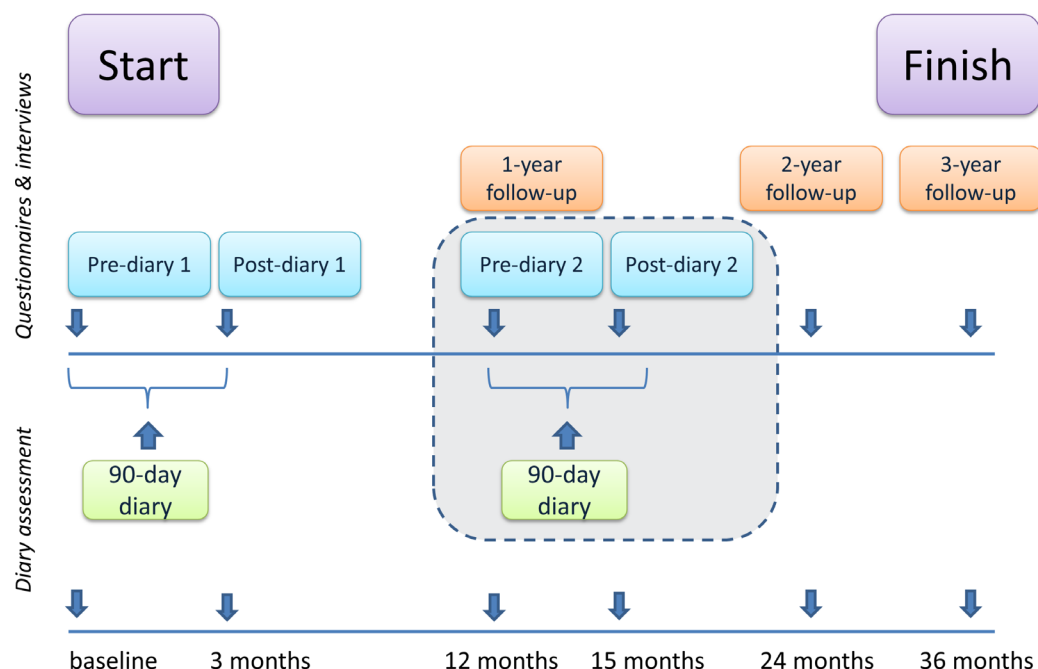 Start
Finish
Questionnaires & interviews
1-year
follow-up
2-year
follow-up
3-year
follow-up
Pre-diary 1
Post-diary 1
Pre-diary 2
Post-diary 2
Diary assessment
90-day
diary
90-day
diary
baseline
3 months
12 months
15 months
24 months
36 months